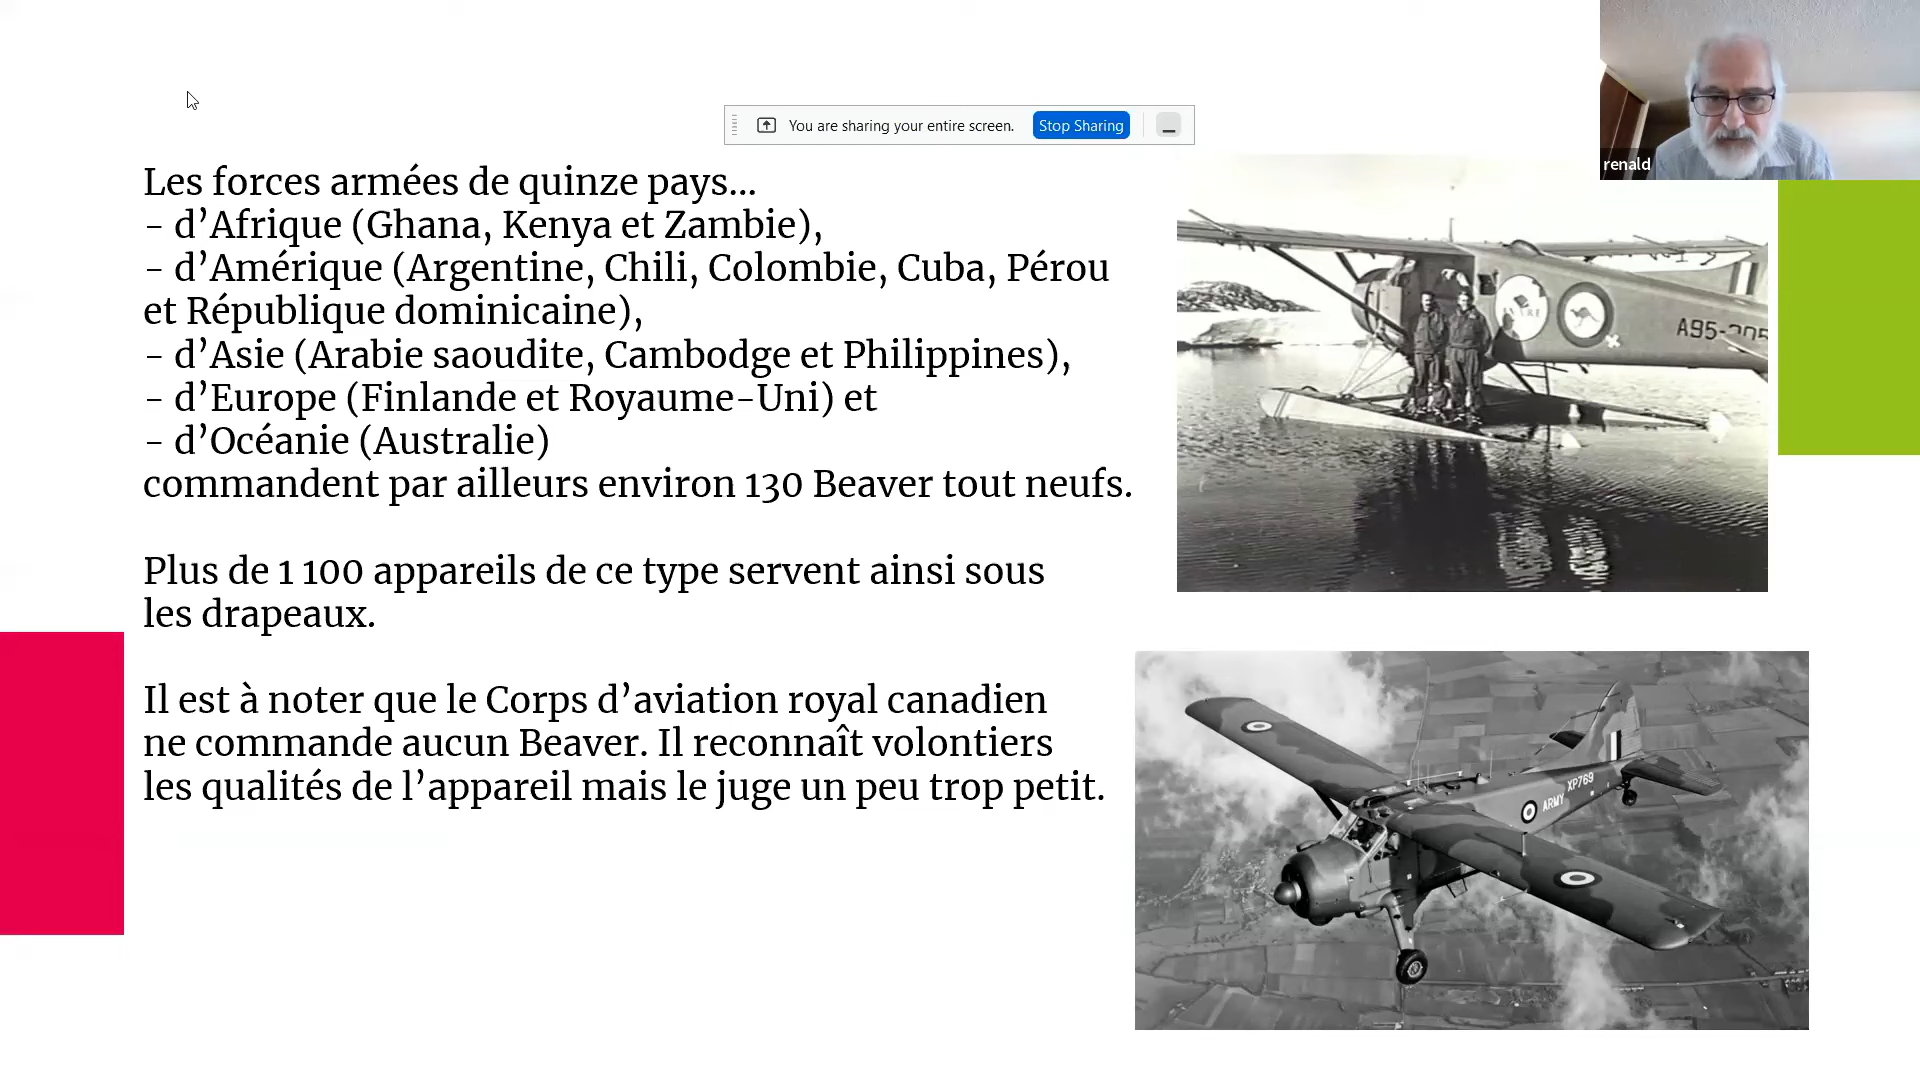 renald
You are sharing your entire screen.
Stop Sharing
Les forces armées de quinze pays...
- d’Afrique (Ghana, Kenya et Zambie),
- d’Amérique (Argentine, Chili, Colombie, Cuba, Pérou
et République dominicaine),
- d’Asie (Arabie saoudite, Cambodge et Philippines),
- d’Europe (Finlande et Royaume-Uni) et
- d’Océanie (Australie)
commandent par ailleurs environ 130 Beaver tout neufs.
Plus de 1 100 appareils de ce type servent ainsi sous
les drapeaux.
Il est à noter que le Corps d’aviation royal canadien
ne commande aucun Beaver. Il reconnaît volontiers
les qualités de l’appareil mais le juge un peu trop petit.
A95-205
ARMY XP769